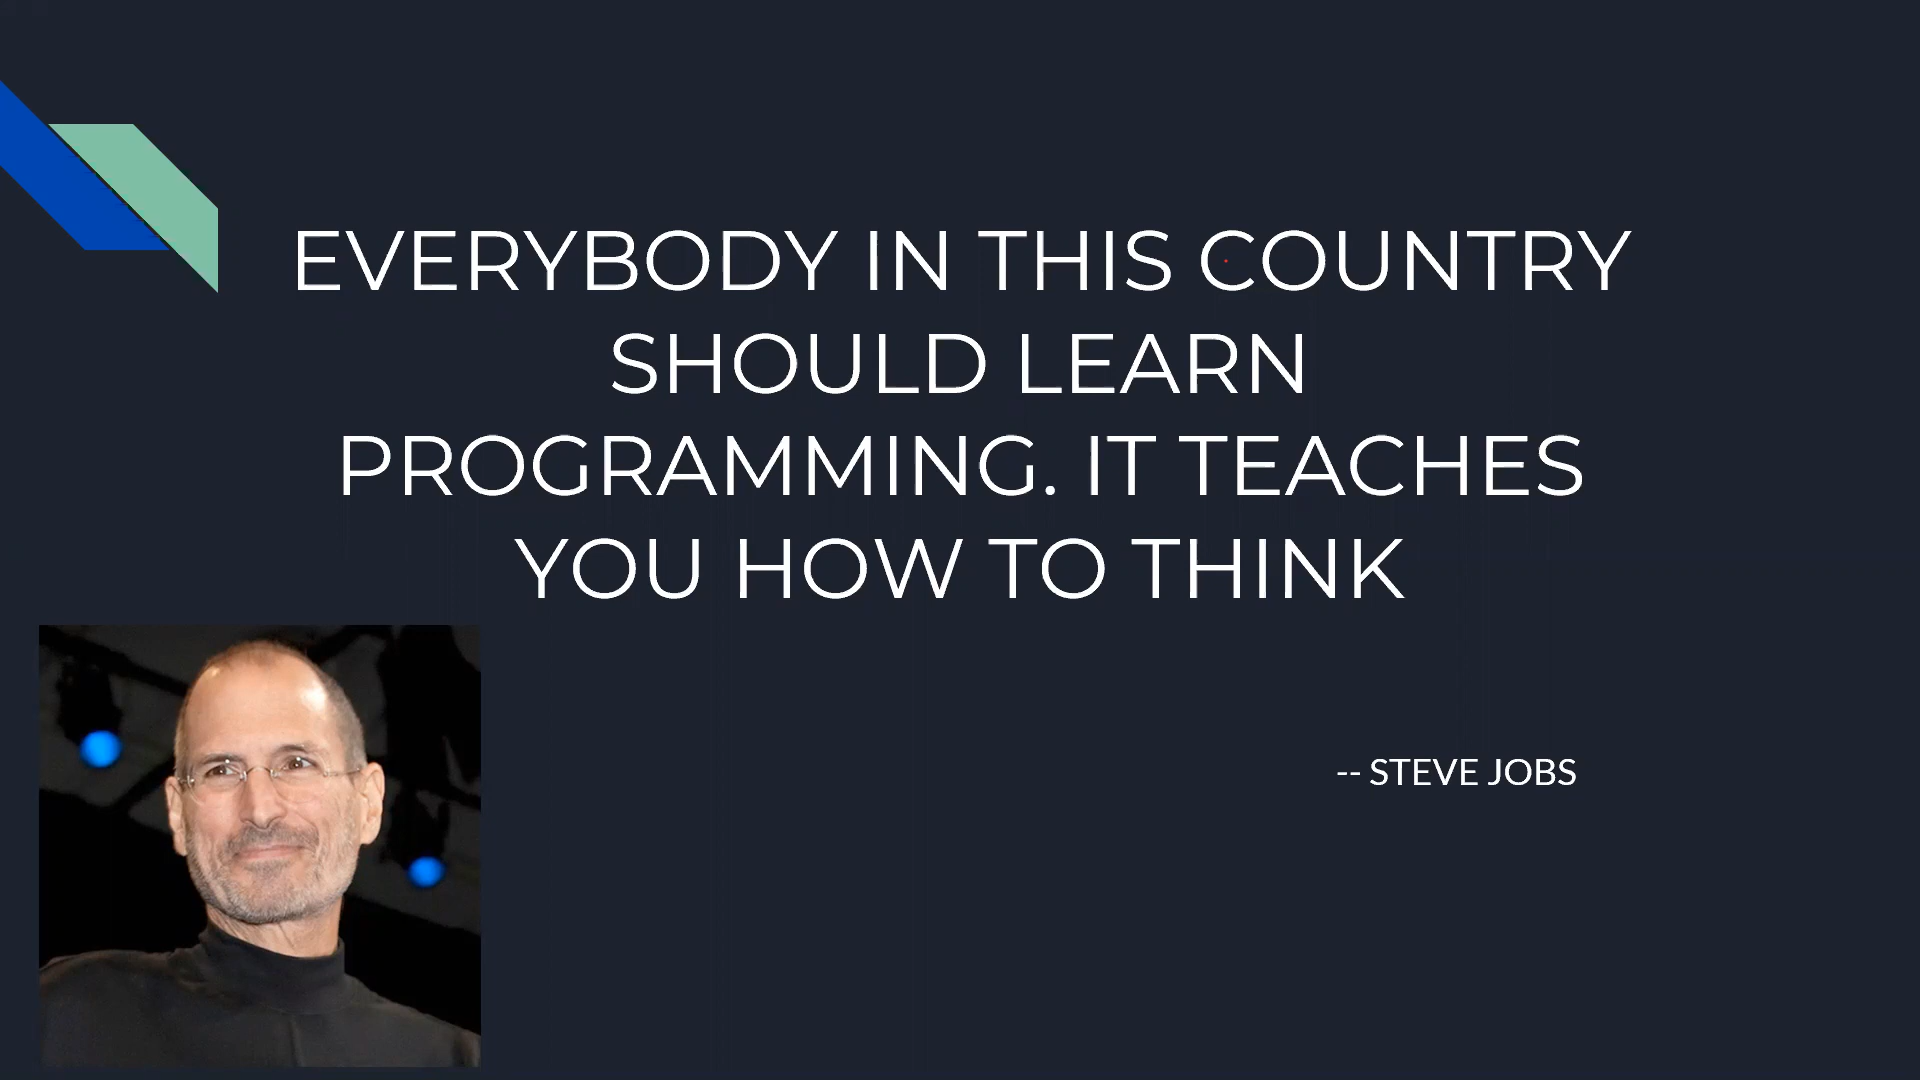 EVERYBODY IN THIS COUNTRY
SHOULD LEARN
PROGRAMMING. IT TEACHES
YOU HOW TO THINK
-- STEVE JOBS